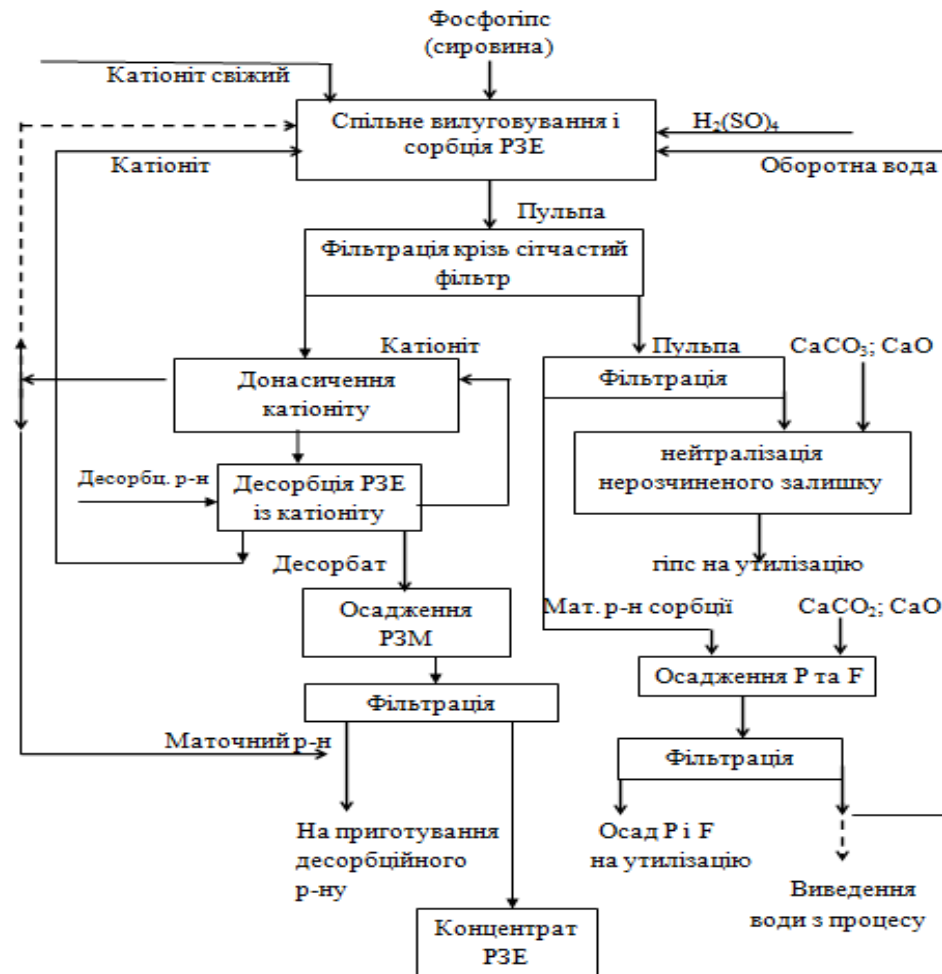 Фосфогіпс
(сировина)
Катіоніт свіжий
Спільне вилуговування і
сорбція РЗЕ
H₂(SO)₄
Катіоніт
Оборотна вода
Пульпа
Фільтрація крізь сітчастий
фільтр
Катіоніт
Пульпа
CaCO₃; CaO
Донасичення
катіоніту
Фільтрація
нейтралізація
нерозчиненого залишку
Десорбц. р-н
Десорбція РЗЕ
із катіоніту
Десорбат
гіпс на утилізацію
Осадження
РЗМ
Мат. р-н сорбції
CaCO₂; CaO
Осадження Р та F
Фільтрація
Маточний р-н
Фільтрація
На приготування
десорбційного
р-ну
Осад Р і F
на утилізацію
Виведення
води з процесу
Концентрат
РЗЕ